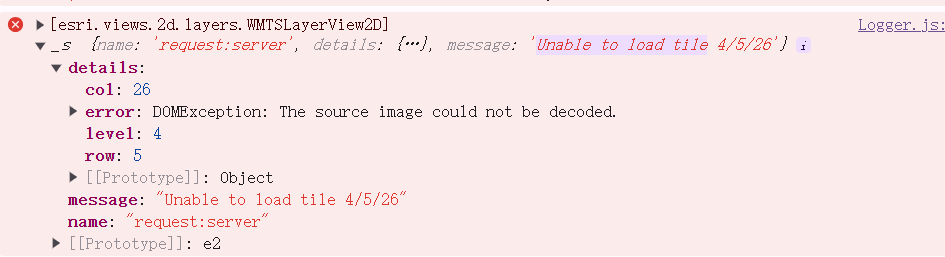 [esri.views.2d.layers.WMTSLayerView2D]
Logger.js:
_s {name: 'request:server', details: {…}, message: 'Unable to load tile 4/5/26'} i
details:
col: 26
error: DOMException: The source image could not be decoded.
level: 4
row: 5
[[Prototype]]: Object
message: "Unable to load tile 4/5/26"
name: "request:server"
[[Prototype]]: e2